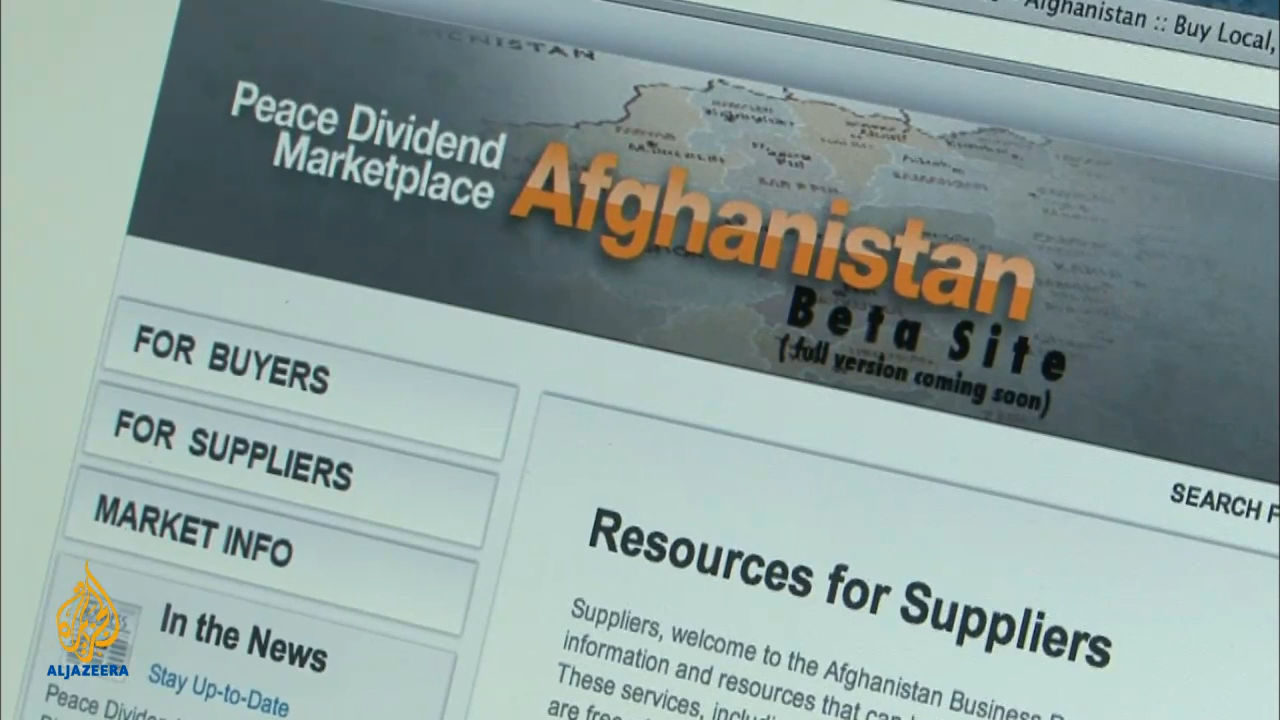 Afghanistan :: Buy Local,
Peace Dividend
Marketplace
Afghanistan
Beta Site
(full version coming soon)
FOR BUYERS
FOR SUPPLIERS
MARKET INFO
In the News
Stay Up-to-Date
Peace
SEARCH
Resources for Suppliers
Suppliers, welcome to the Afghanistan Business
information and resources that can
These services,
are
ALJAZEERA